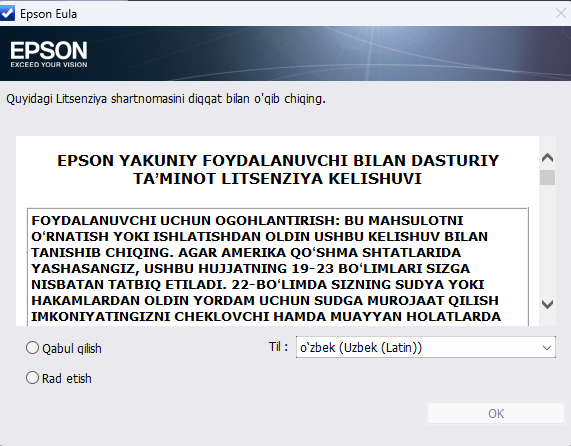 Epson Eula
EPSON
EXCEED YOUR VISION
Quyidagi Litsenziya shartnomasini diqqat bilan o'qib chiqing.
EPSON YAKUNIY FOYDALANUVCHI BILAN DASTURIY
TA’MINOT LITSENZIYA KELISHUVI
FOYDALANUVCHI UCHUN OGOHLANTIRISH: BU MAHSULOTNI
O‘RNATISH YOKI ISHLATISHDAN OLDIN USHBU KELISHUV BILAN
TANISHIB CHIQING. AGAR AMERIKA QO‘SHMA SHTATLARIDA
YASHASANGIZ, USHBU HUJJATNING 19-23 BO‘LIMLARI SIZGA
NISBATAN TATBIQ ETILADI. 22-BO‘LIMDA SIZNING SUDYA YOKI
HAKAMLARDAN OLDIN YORDAM UCHUN SUDGA MUROJAAT QILISH
IMKONIYATINGIZNI CHEKLOVCHI HAMDA MUAYYAN HOLATLARDA
Qabul qilish
Til : o‘zbek (Uzbek (Latin))
Rad etish
OK